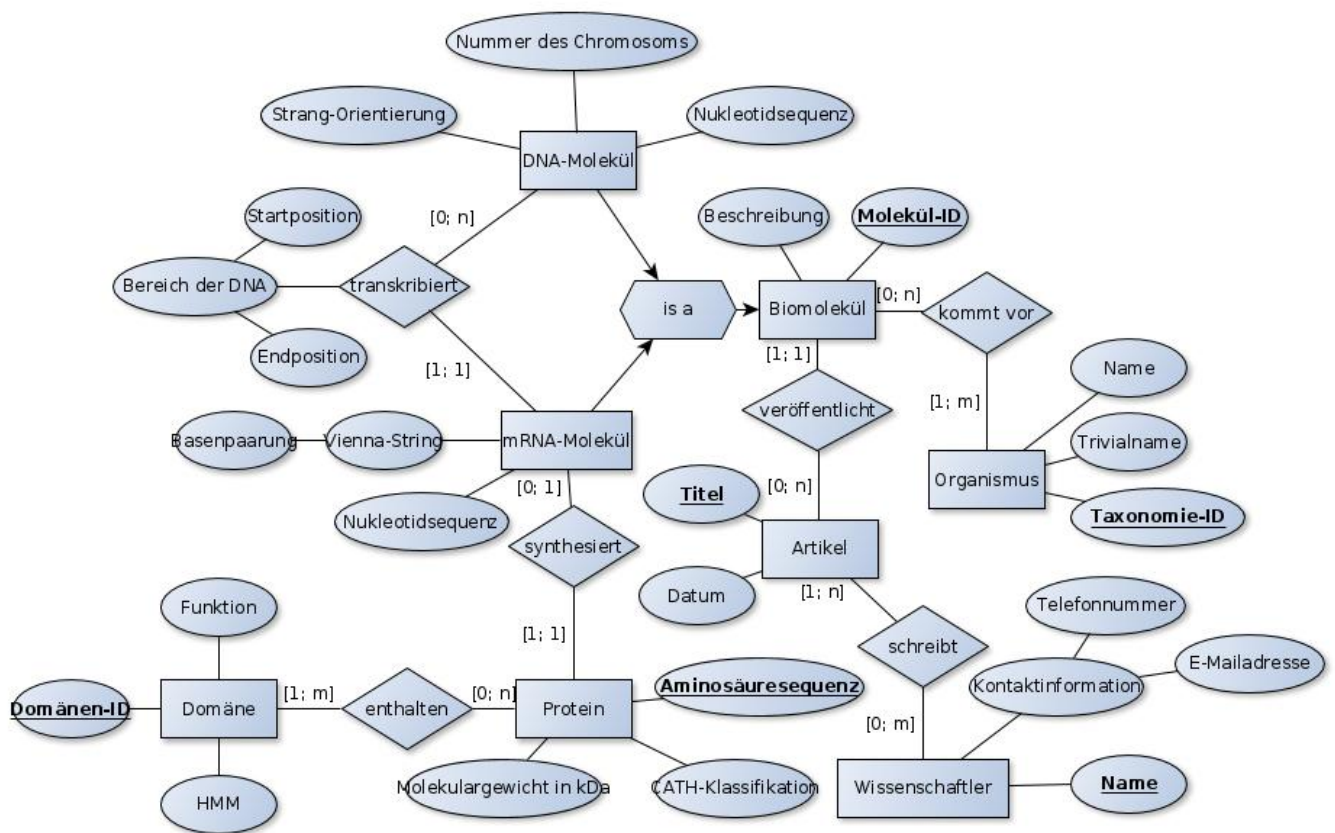 Nummer des Chromosoms
Strang-Orientierung
Nukleotidsequenz
DNA-Molekül
[0; n]
Startposition
Bereich der DNA
transkribiert
Endposition
[1; 1]
Beschreibung
Molekül-ID
is a
Biomolekül
[0; n]
kommt vor
[1; 1]
[1; m]
Name
Trivialname
Organismus
Taxonomie-ID
veröffentlicht
[0; n]
Basenpaarung
Vienna-String
mRNA-Molekül
[0; 1]
Nukleotidsequenz
synthesiert
[1; 1]
Titel
Artikel
Datum
[1; n]
schreibt
[0; m]
Telefonnummer
E-Mailadresse
Kontaktinformation
Wissenschaftler
Name
Funktion
Domänen-ID
Domäne
[1; m]
enthalten
[0; n]
Protein
Aminosäuresequenz
HMM
Molekulargewicht in kDa
CATH-Klassifikation